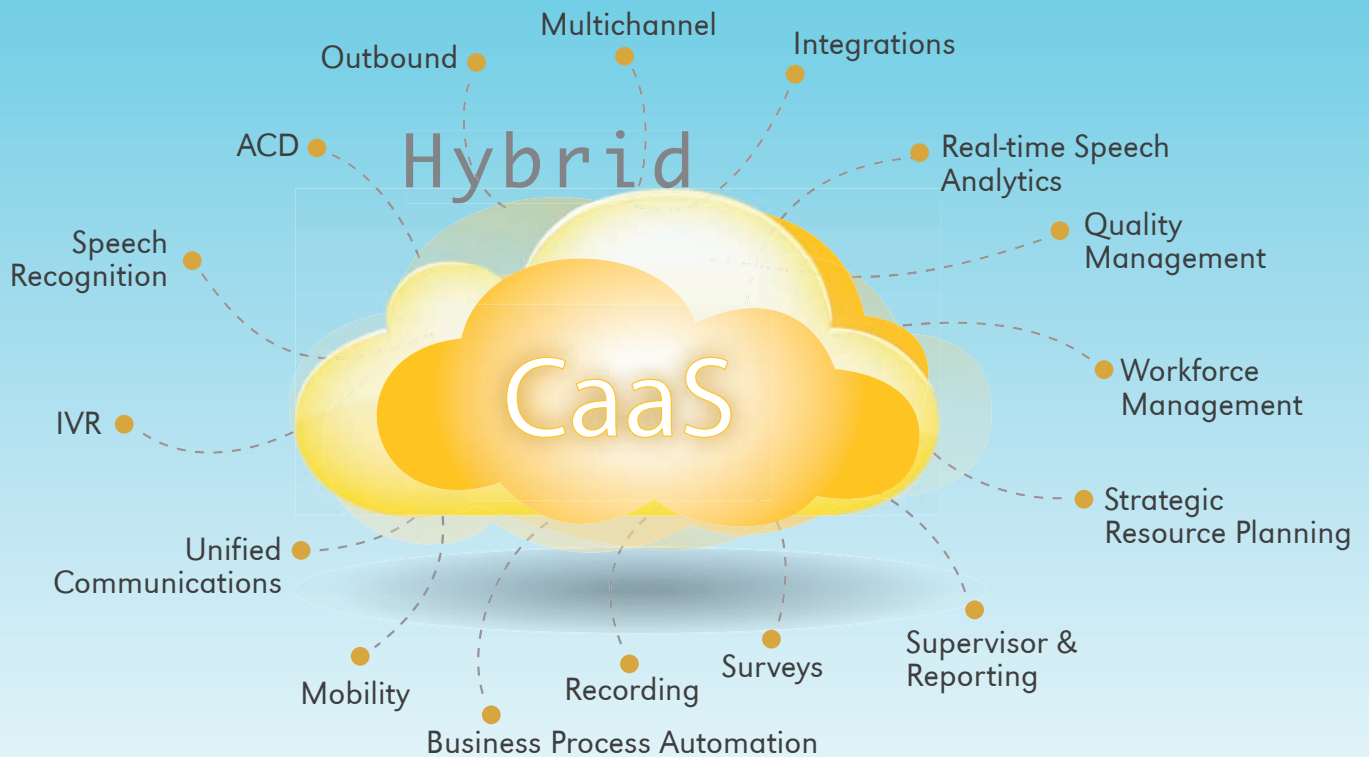 Multichannel
Integrations
Outbound
Hybrid
ACD
Real-time Speech
Analytics
Quality
Management
Speech
Recognition
CaaS
Workforce
Management
IVR
Strategic
Resource Planning
Unified
Communications
Supervisor &
Reporting
Surveys
Recording
Mobility
Business Process Automation